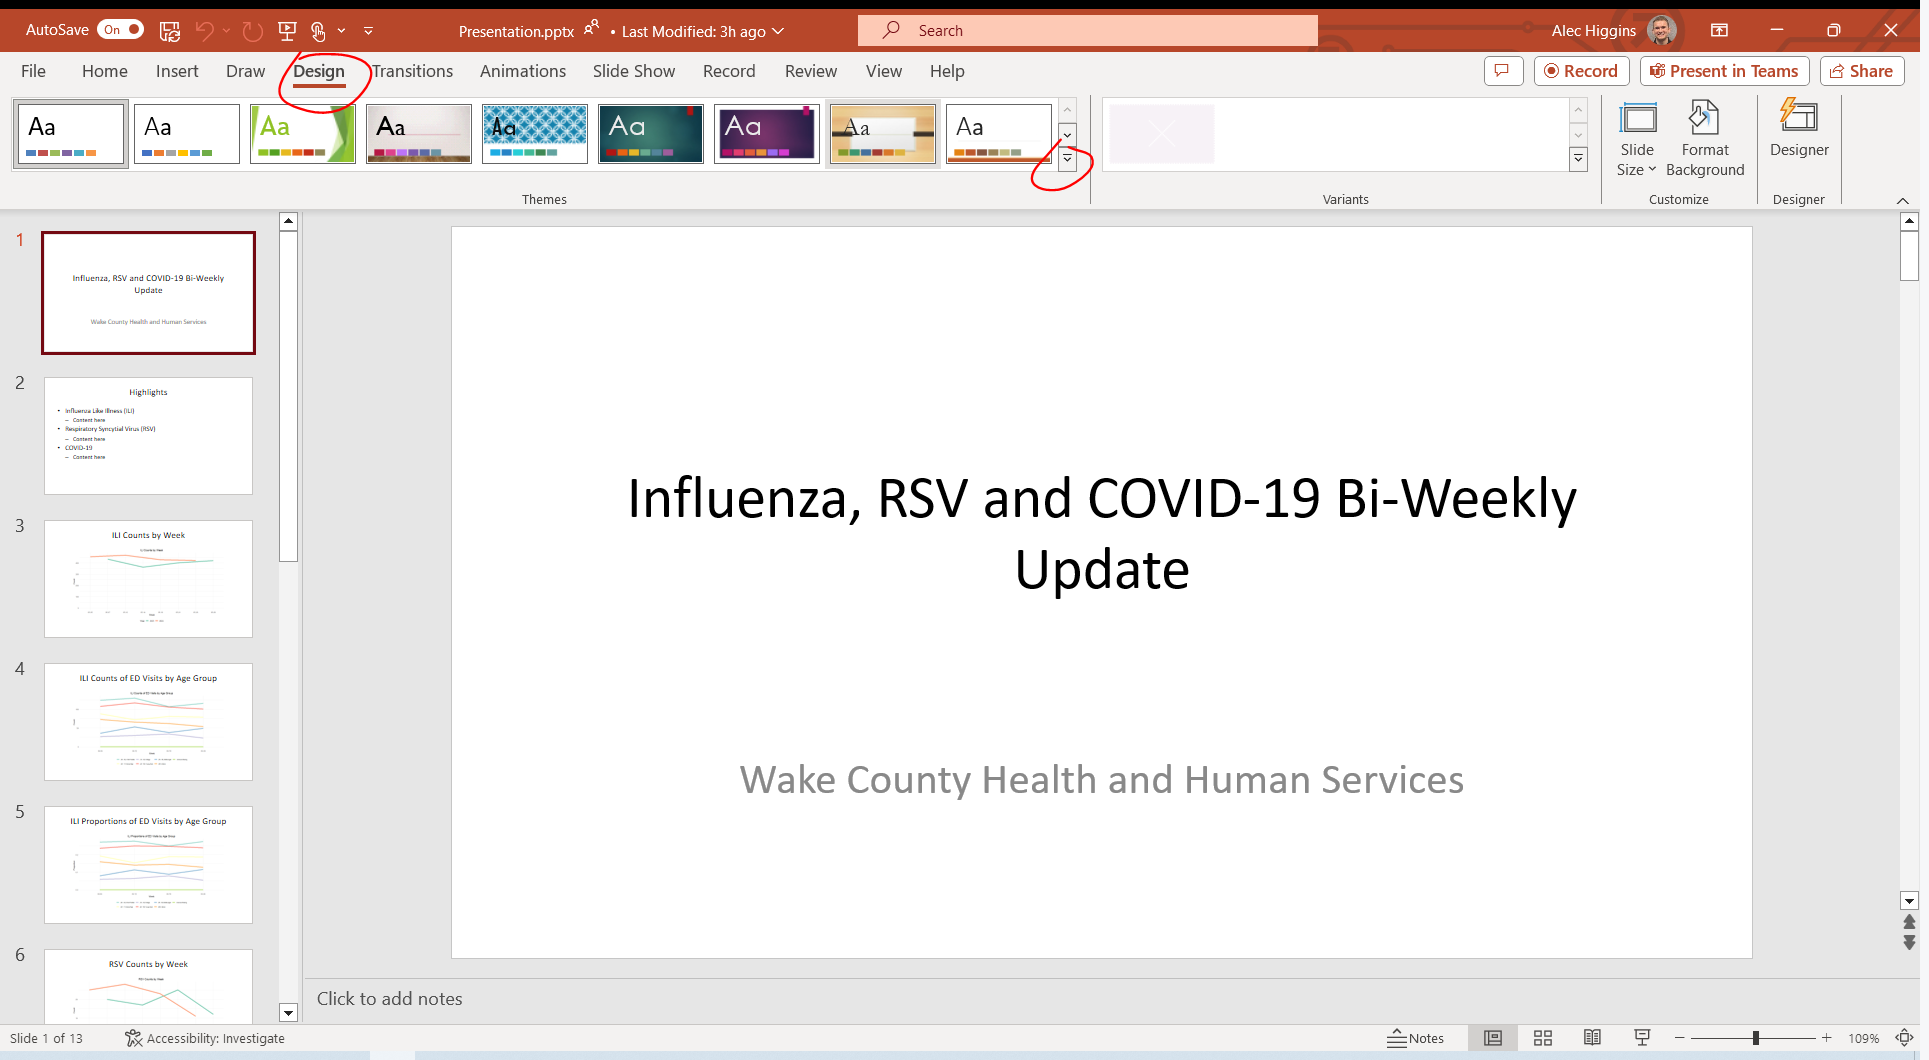 AutoSave On Presentation.pptx • Last Modified: 3h ago Search Alec Higgins
File Home Insert Draw Design Transitions Animations Slide Show Record Review View Help Record Present in Teams Share
Aa Aa Aa Aa Aa Aa Aa Aa Aa
Slide Size Format Background Designer
Themes Variants Customize Designer
1
Influenza, RSV and COVID-19 Bi-Weekly
Update
Wake County Health and Human Services
2
Highlights
• Influenza Like Illness (ILI)
– Content here
• Respiratory Syncytial Virus (RSV)
– Content here
• COVID-19
– Content here
3
ILI Counts by Week
4
ILI Counts of ED Visits by Age Group
5
ILI Proportions of ED Visits by Age Group
6
RSV Counts by Week
Influenza, RSV and COVID-19 Bi-Weekly
Update
Wake County Health and Human Services
Click to add notes
Slide 1 of 13 Accessibility: Investigate Notes 109%